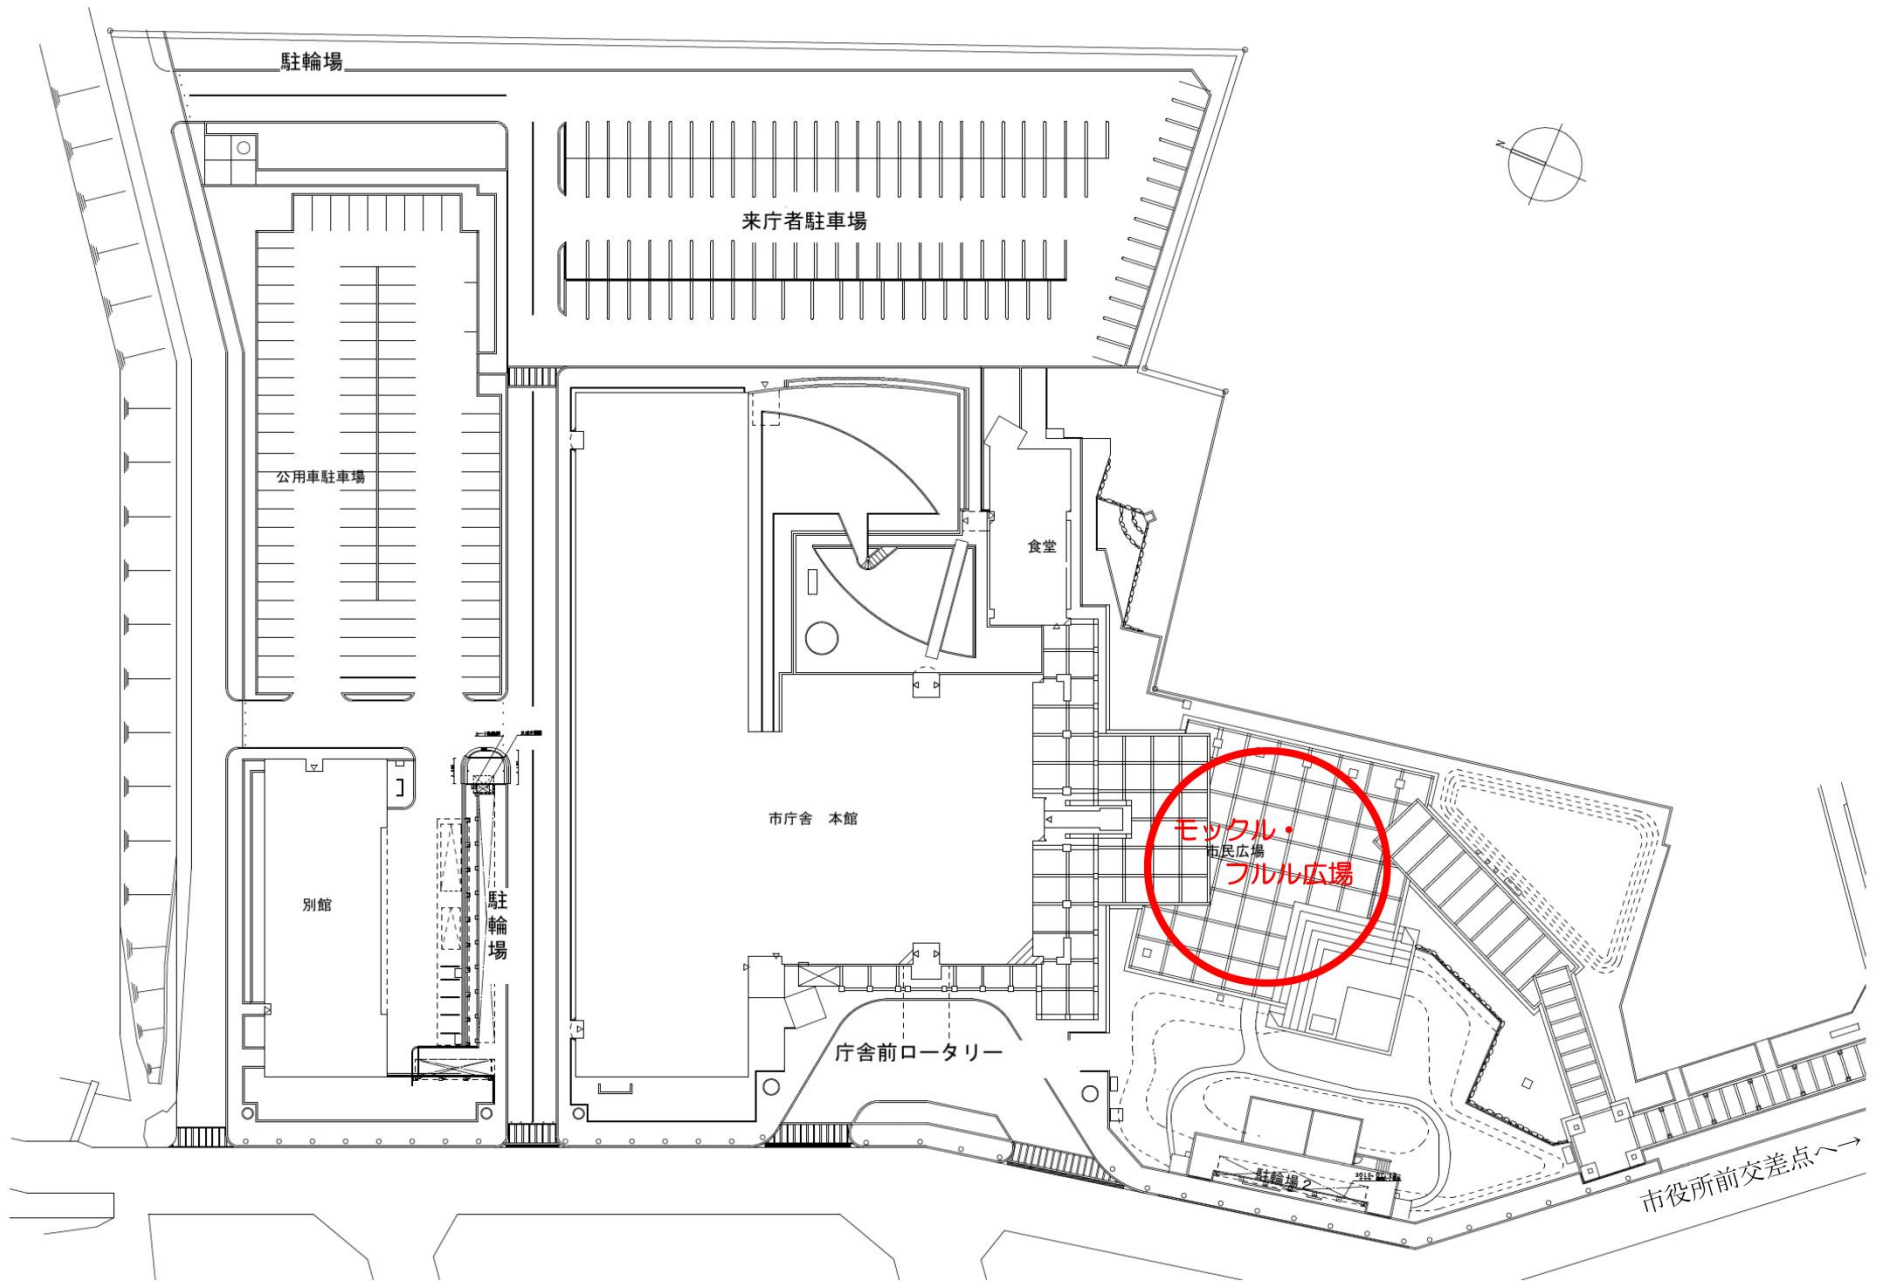 駐輪場
N
来庁者駐車場
公用車駐車場
食堂
市庁舎 本館
モックル・
市民広場
フルル広場
別館
駐輪場
庁舎前ロータリー
駐輪場2
市役所前交差点へ→